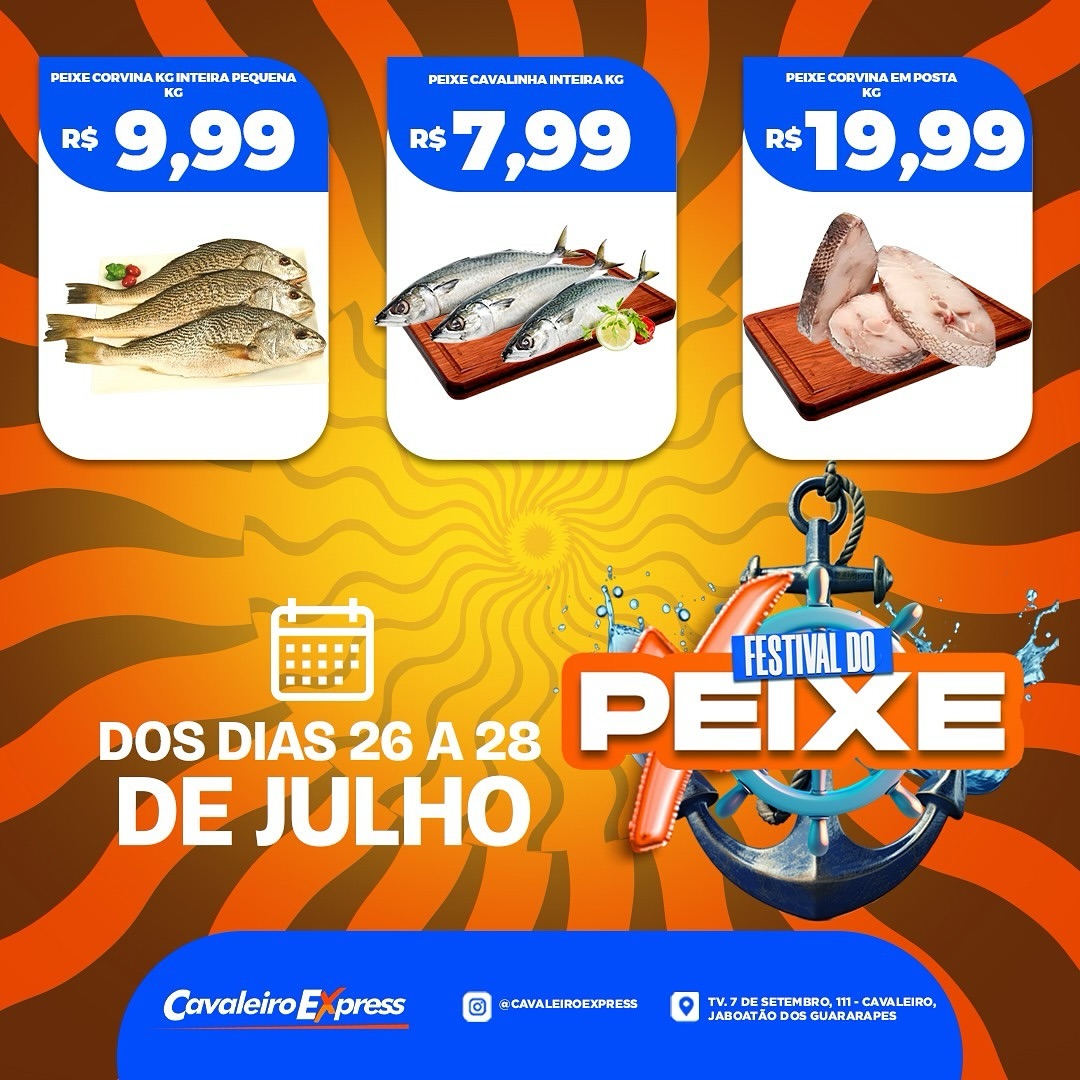 PEIXE CORVINA KG INTEIRA PEQUENA
KG
R$ 9,99
PEIXE CAVALINHA INTEIRA KG
R$ 7,99
PEIXE CORVINA EM POSTA
KG
R$ 19,99
DOS DIAS 26 A 28
DE JULHO
FESTIVAL DO
PEIXE
Cavaleiro Express
@CAVALEIROEXPRESS
TV. 7 DE SETEMBRO, 111 - CAVALEIRO,
JABOATÃO DOS GUARARAPES